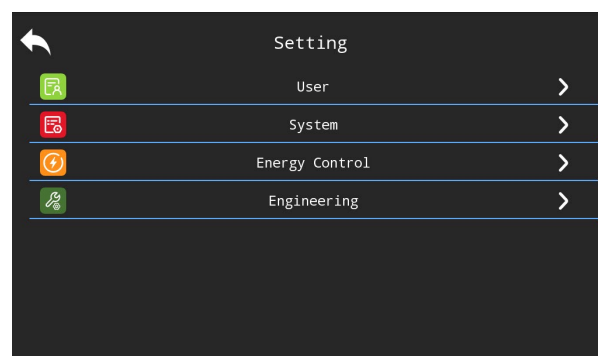 Setting
User
System
Energy Control
Engineering